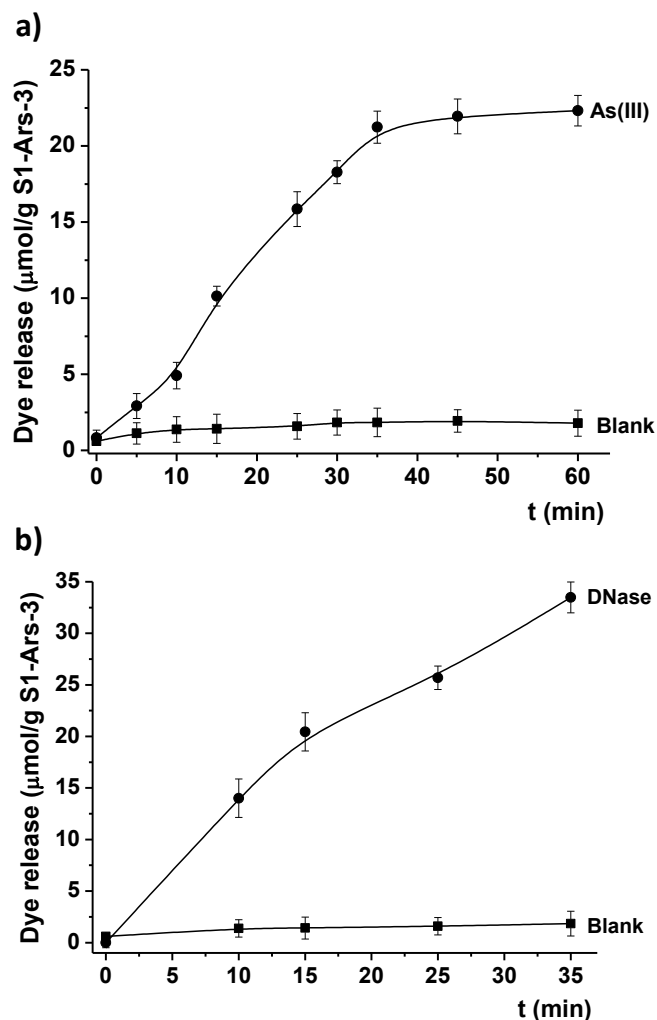 a)
Dye release (μmol/g S1-Ars-3)
25
20
15
10
5
0
As(III)
Blank
0 10 20 30 40 50 60
t (min)
b)
Dye release (μmol/g S1-Ars-3)
35
30
25
20
15
10
5
0
DNase
Blank
0 5 10 15 20 25 30 35
t (min)